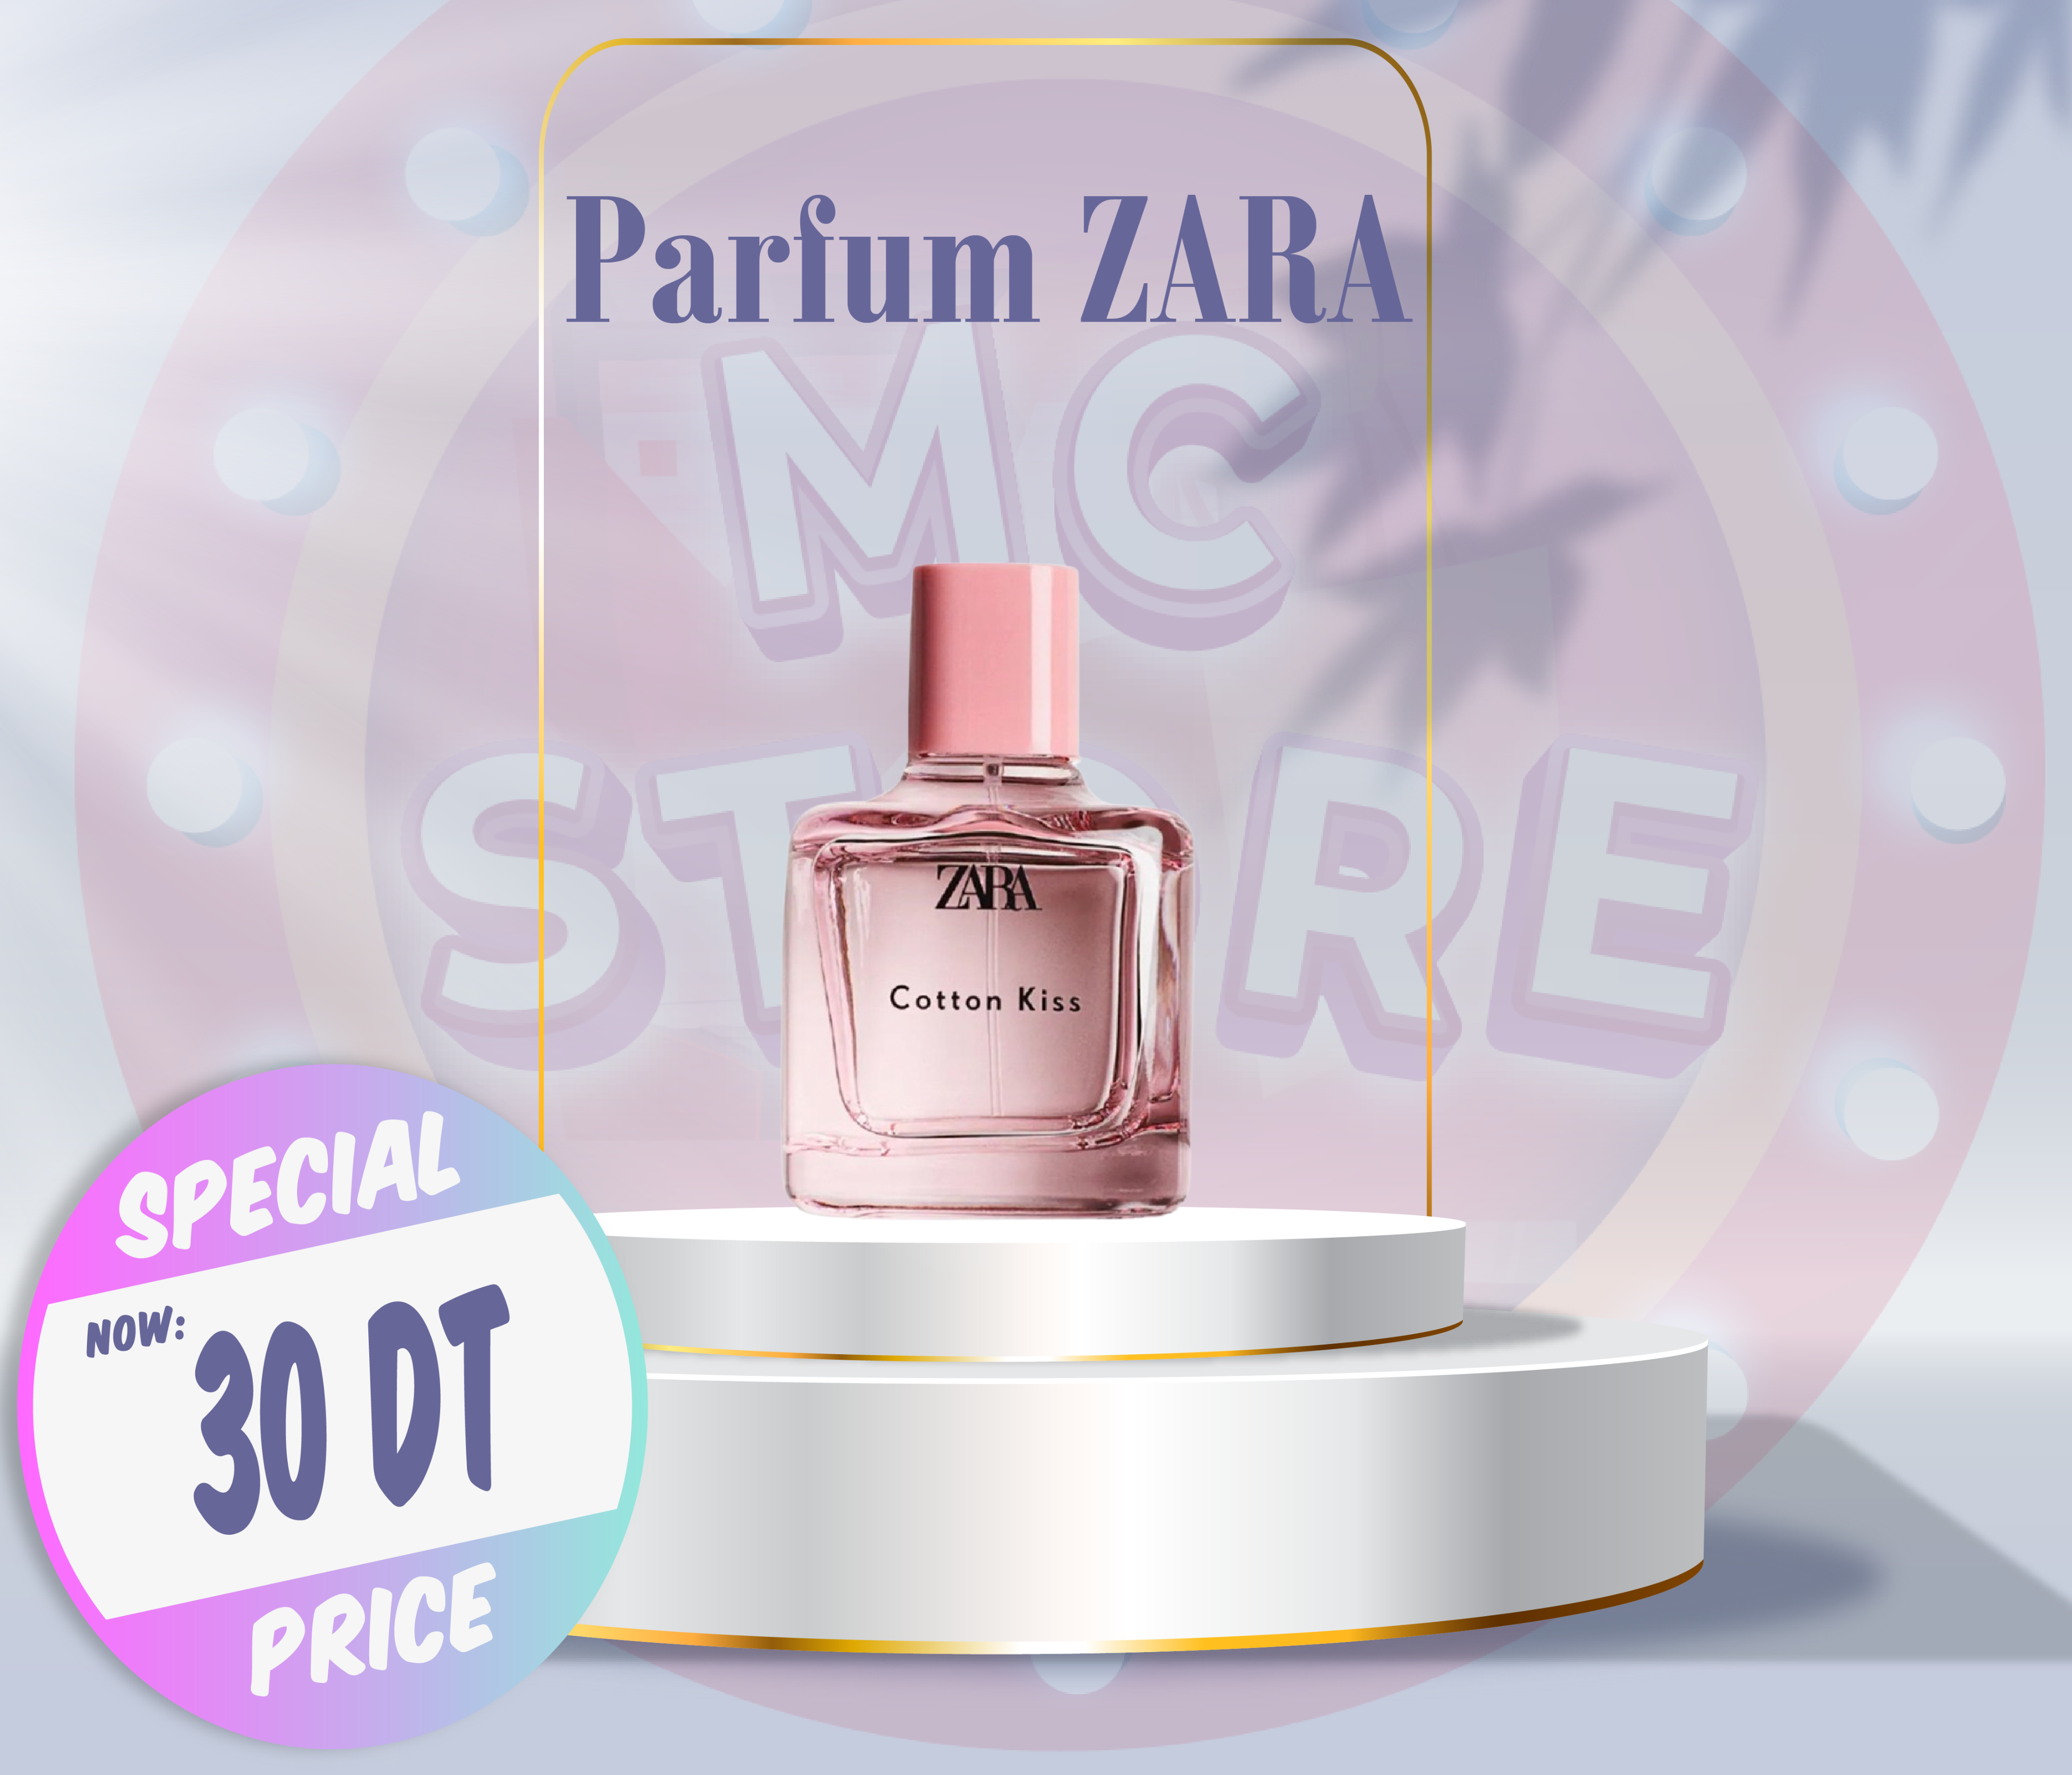 Parfum ZARA
MC
STORE
ZARA
Cotton Kiss
SPECIAL
NOW:
30 DT
PRICE